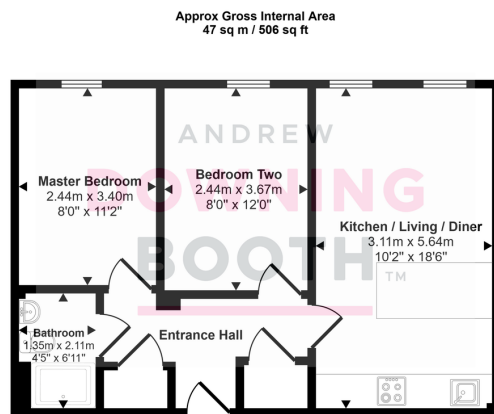 Approx Gross Internal Area
47 sq m / 506 sq ft
ANDREW
DOWNING
BOOTH
TM
Master Bedroom
2.44m x 3.40m
8'0" x 11'2"
Bedroom Two
2.44m x 3.67m
8'0" x 12'0"
Kitchen / Living / Diner
3.11m x 5.64m
10'2" x 18'6"
Bathroom
1.35m x 2.11m
4'5" x 6'11"
Entrance Hall